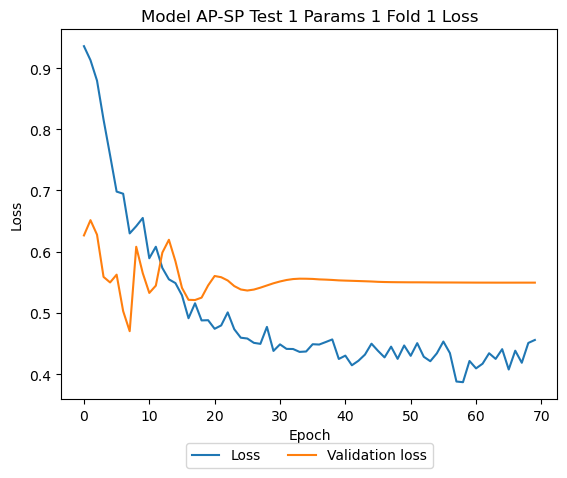 Model AP-SP Test 1 Params 1 Fold 1 Loss
Loss
0.9
0.8
0.7
0.6
0.5
0.4
0 10 20 30 40 50 60 70
Epoch
Loss Validation loss